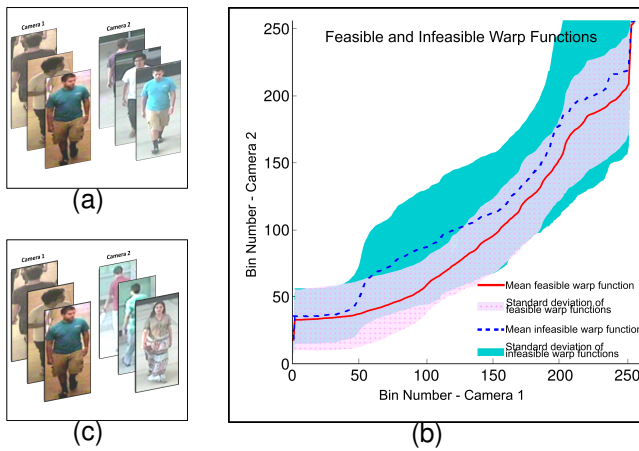 Camera 1
Camera 2
(a)
Camera 1
Camera 2
(c)
Feasible and Infeasible Warp Functions
Bin Number - Camera 2
250
200
150
100
50
0
0 50 100 150 200 250
Bin Number - Camera 1
Mean feasible warp function
Standard deviation of
feasible warp functions
Mean infeasible warp function
Standard deviation of
infeasible warp functions
(b)